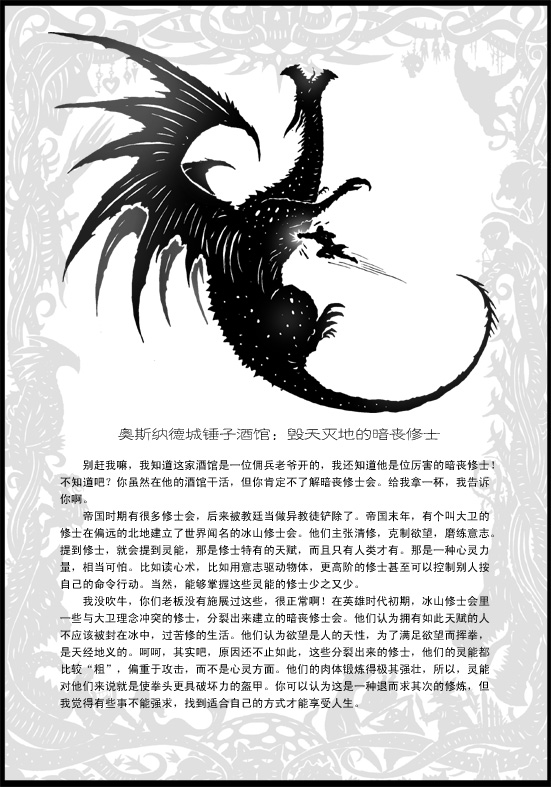 奥斯纳德城锤子酒馆：毁天灭地的暗丧修士
别赶我嘛，我知道这家酒馆是一位佣兵老爷开的，我还知道他是位厉害的暗丧修士！
不知道吧？你虽然在他的酒馆干活，但你肯定不了解暗丧修士会。给我拿一杯，我告诉
你啊。
帝国时期有很多修士会，后来被教廷当做异教徒铲除了。帝国末年，有个叫大卫的
修士在偏远的北地建立了世界闻名的冰山修士会。他们主张清修，克制欲望，磨练意志。
提到修士，就会提到灵能，那是修士特有的天赋，而且只有人类才有。那是一种心灵力
量，相当可怕。比如读心术，比如用意志驱动物体，更高阶的修士甚至可以控制别人按
自己的命令行动。当然，能够掌握这些灵能的修士少之又少。
我没吹牛，你们老板没有施展过这些，很正常啊！在英雄时代初期，冰山修士会里
一些与大卫理念冲突的修士，分裂出来建立的暗丧修士会。他们认为拥有如此天赋的人
不应该被封在冰中，过苦修的生活。他们认为欲望是人的天性，为了满足欲望而挥拳，
是天经地义的。呵呵，其实吧，原因还不止如此，这些分裂出来的修士，他们的灵能都
比较“粗”，偏重于攻击，而不是心灵方面。他们的肉体锻炼得极其强壮，所以，灵能
对他们来说就是使拳头更具破坏力的盔甲。你可以认为这是一种退而求其次的修炼，但
我觉得有些事不能强求，找到适合自己的方式才能享受人生。